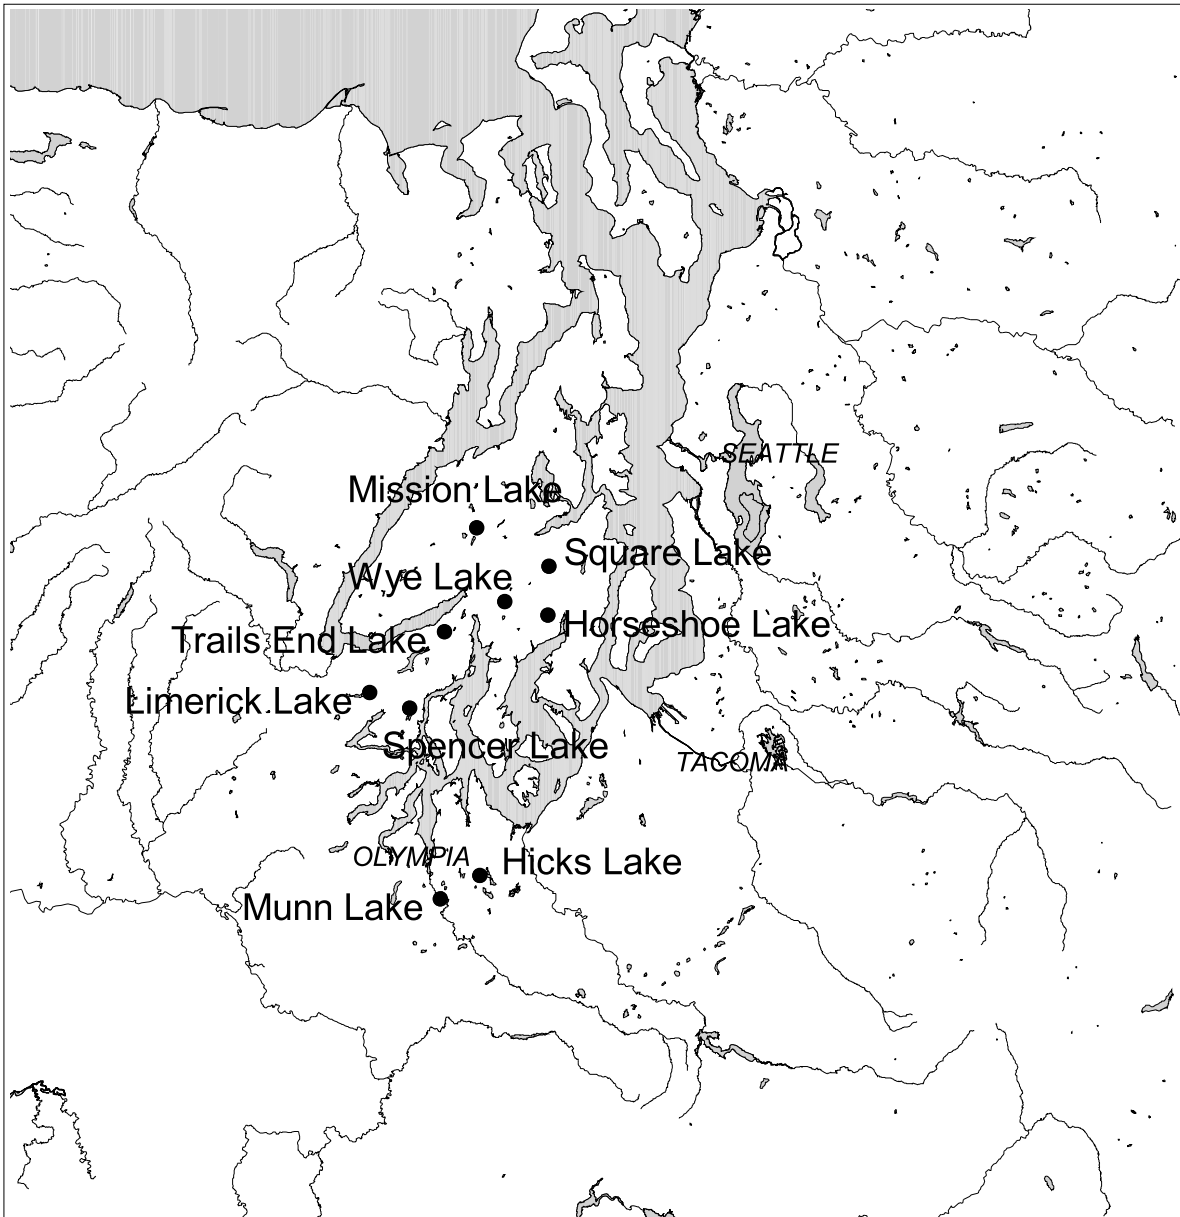 SEATTLE
Mission Lake
Square Lake
Wye Lake
Horseshoe Lake
Trails End Lake
Limerick Lake
Spencer Lake
TACOMA
OLYMPIA
Hicks Lake
Munn Lake